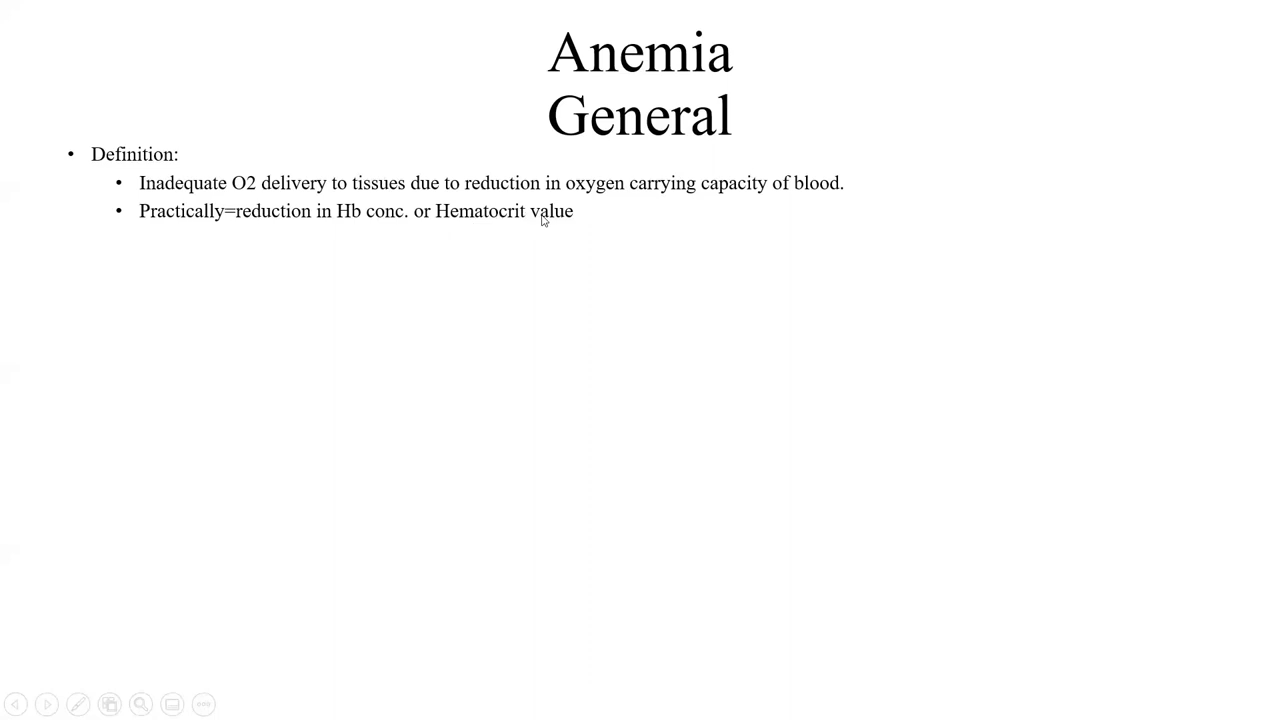 Anemia
General
• Definition:
• Inadequate O2 delivery to tissues due to reduction in oxygen carrying capacity of blood.
• Practically=reduction in Hb conc. or Hematocrit value